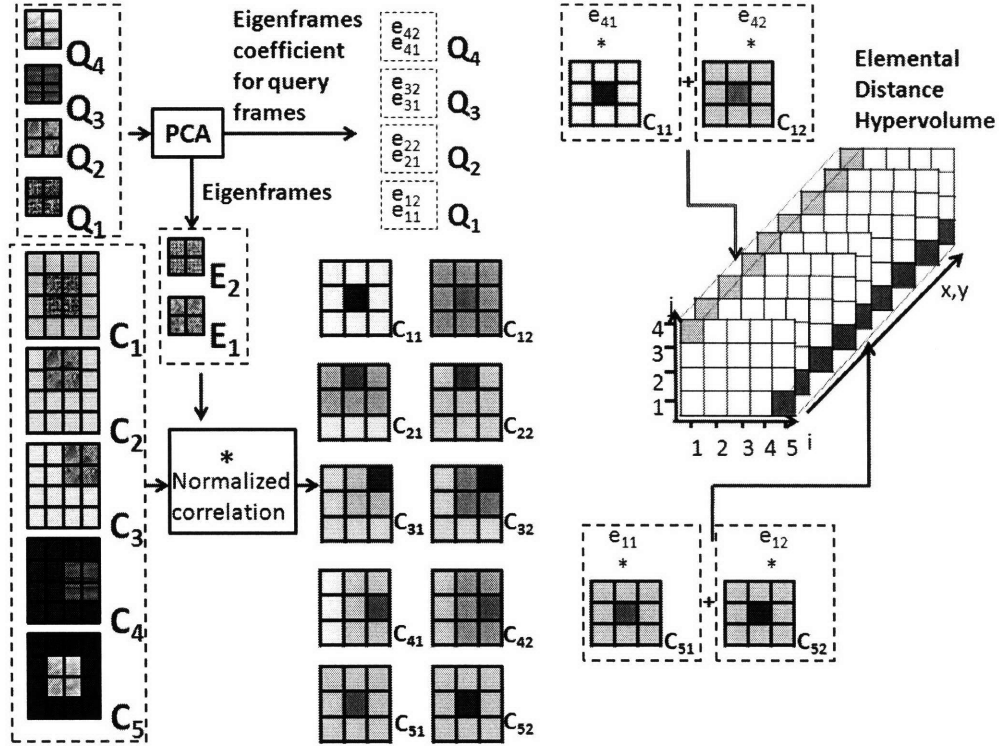 Q4
Q3
Q2
Q1
PCA
Eigenframes
coefficient
for query
frames
Eigenframes
e42
e41
Q4
e32
e31
Q3
e22
e21
Q2
e12
e11
Q1
E2
E1
C1
C2
C3
C4
C5
*
Normalized
correlation
C11
C12
C21
C22
C31
C32
C41
C42
C51
C52
e41
*
C11
+
e42
*
C12
Elemental
Distance
Hypervolume
x,y
j
4
3
2
1
1 2 3 4 5 i
e11
*
C51
+
e12
*
C52